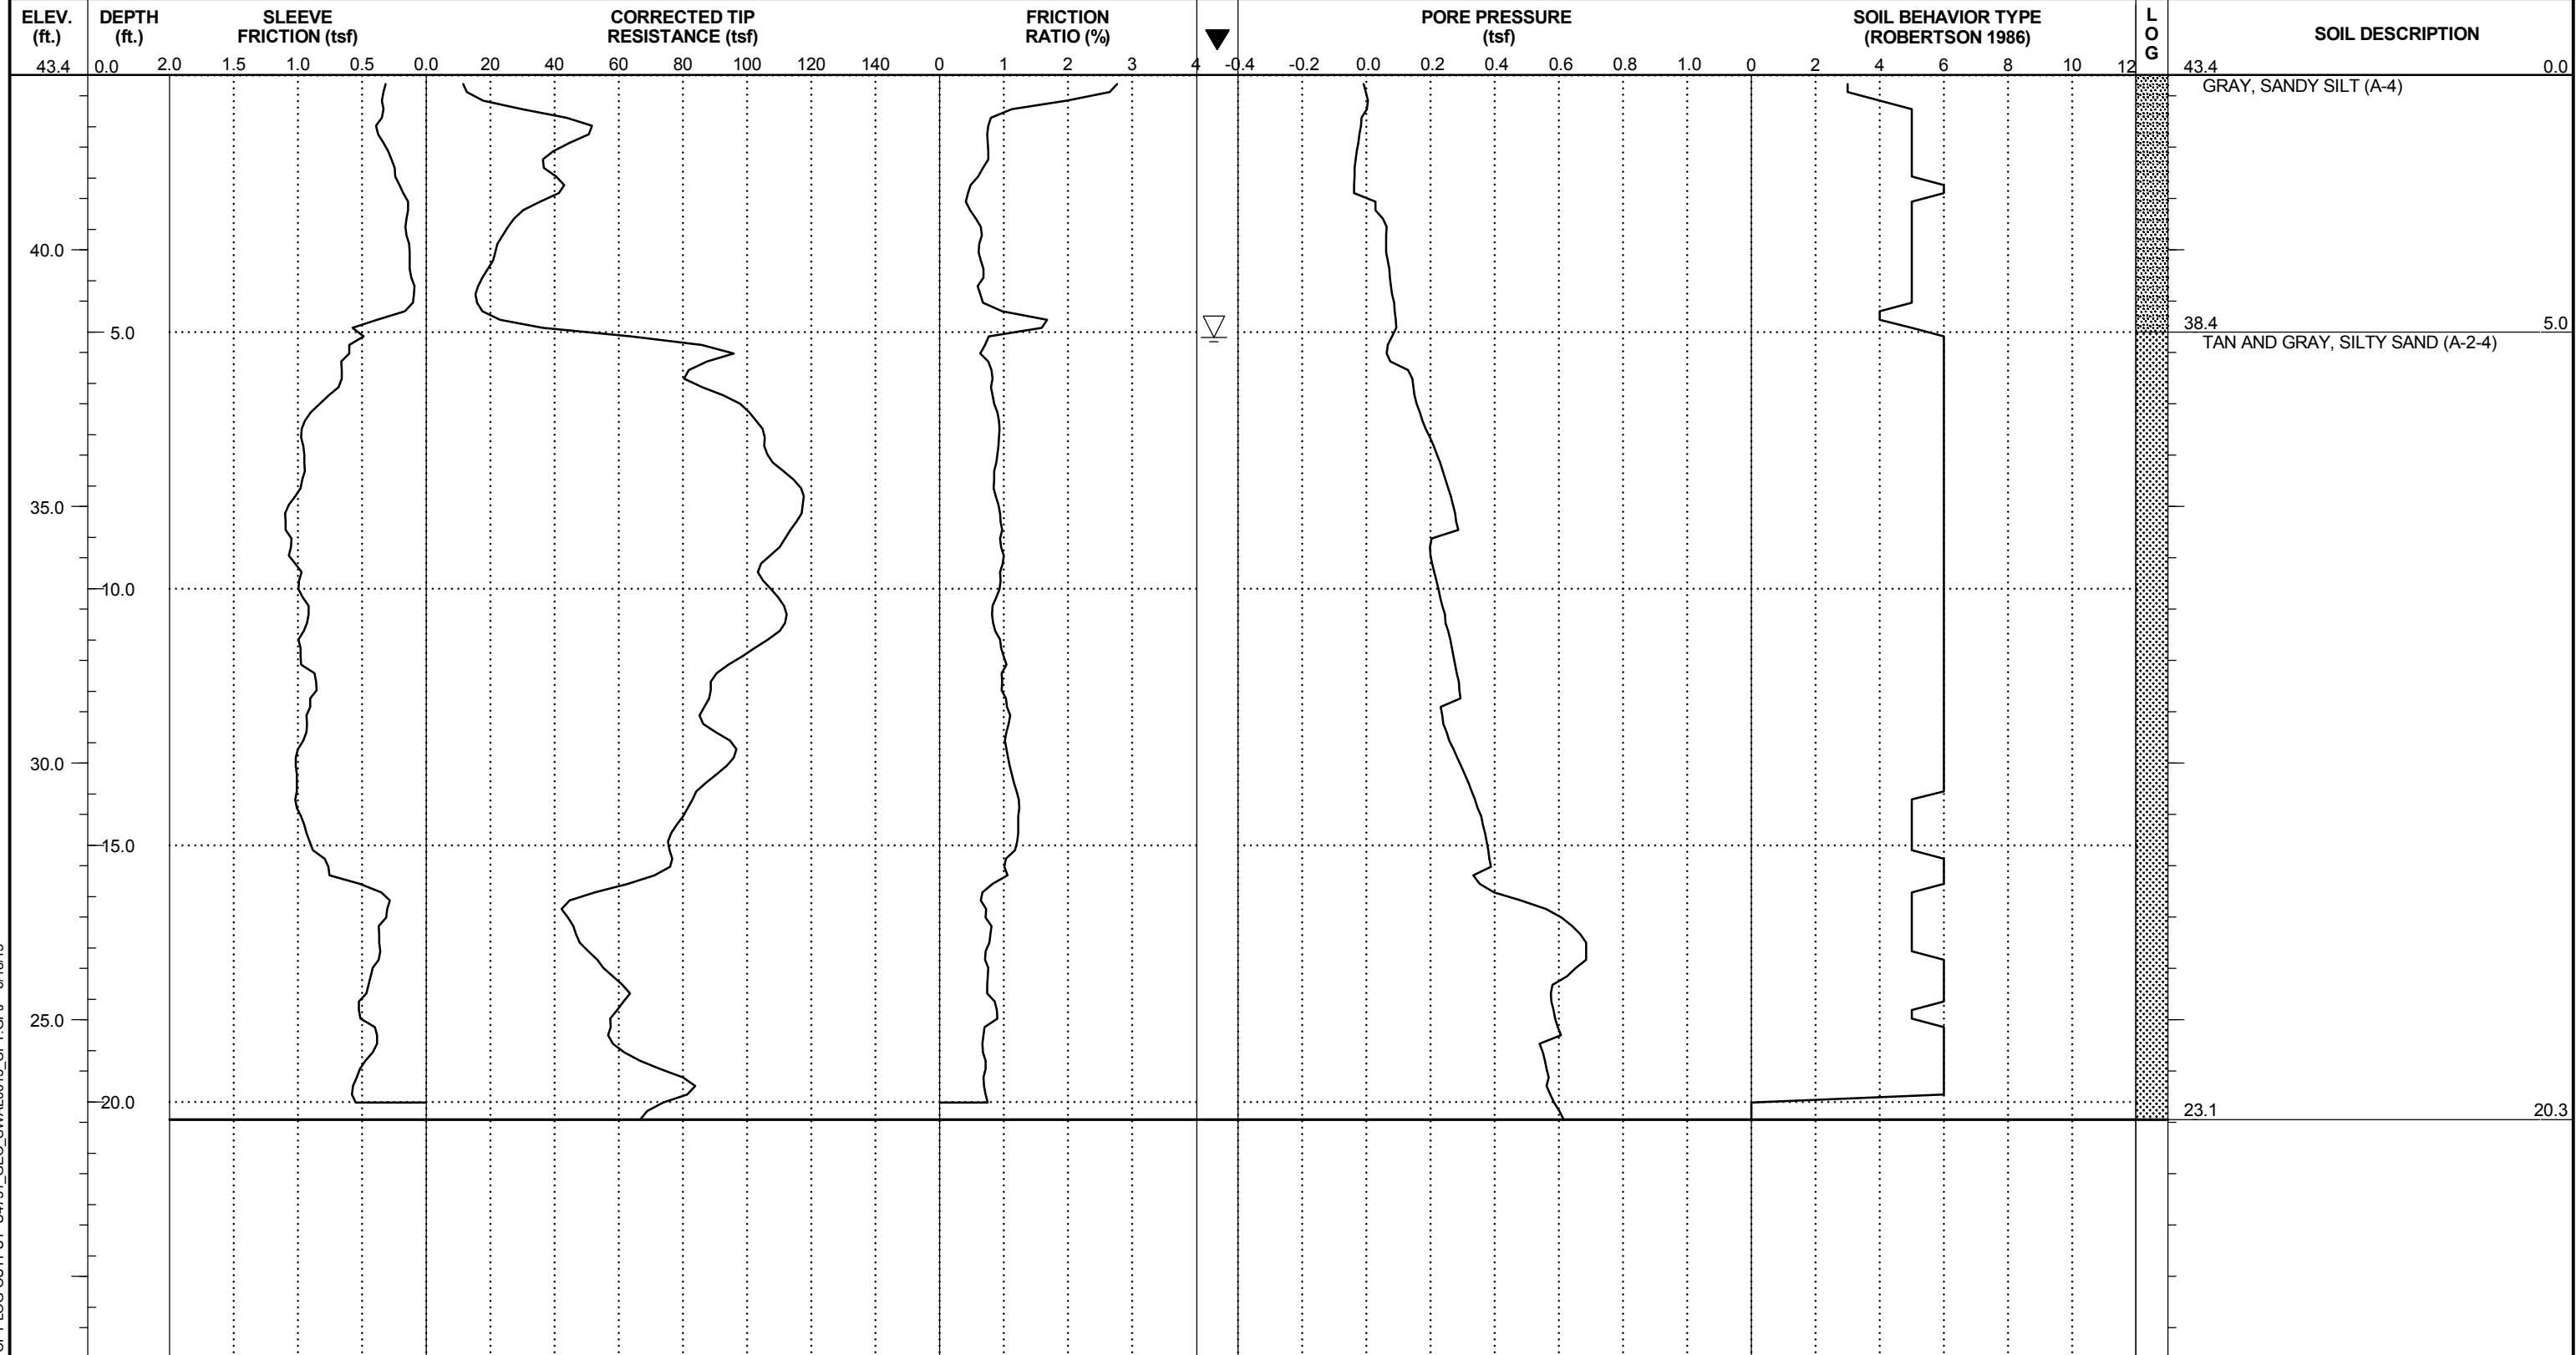 ELEV. (ft.)
DEPTH (ft.)
SLEEVE FRICTION (tsf)
CORRECTED TIP RESISTANCE (tsf)
FRICTION RATIO (%)
PORE PRESSURE (tsf)
SOIL BEHAVIOR TYPE (ROBERTSON 1986)
LOG
SOIL DESCRIPTION
43.4 0.0 2.0 1.5 1.0 0.5 0.0 20 40 60 80 100 120 140 0 1 2 3 4 -0.4 -0.2 0.0 0.2 0.4 0.6 0.8 1.0 0 2 4 6 8 10 12 43.4 0.0
GRAY, SANDY SILT (A-4)
40.0
5.0 38.4 5.0
TAN AND GRAY, SILTY SAND (A-2-4)
35.0
10.0
30.0
15.0
25.0
20.0
23.1 20.3